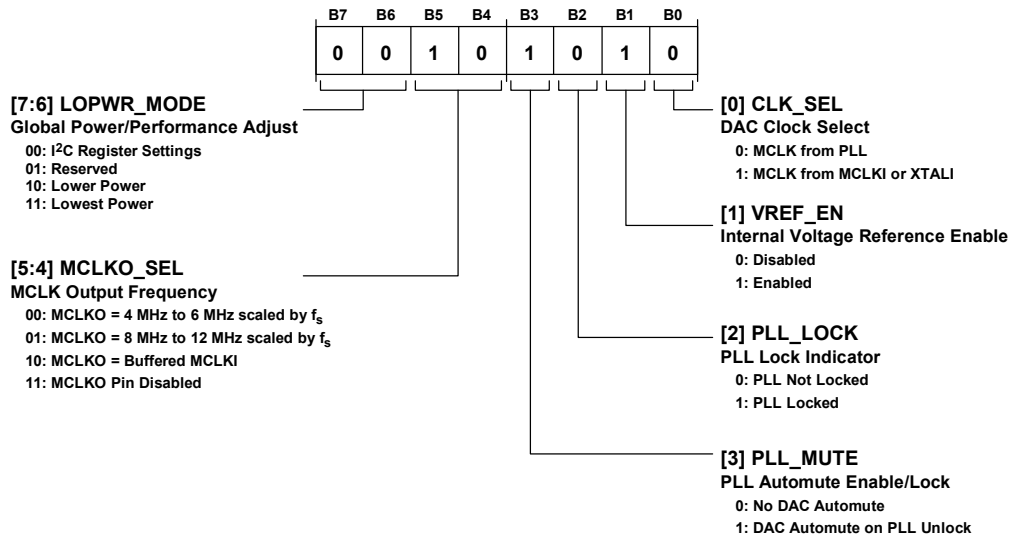 B7 B6 B5 B4 B3 B2 B1 B0
0 0 1 0 1 0 1 0
[7:6] LOPWR_MODE
Global Power/Performance Adjust
00: I2C Register Settings
01: Reserved
10: Lower Power
11: Lowest Power
[5:4] MCLKO_SEL
MCLK Output Frequency
00: MCLKO = 4 MHz to 6 MHz scaled by fs
01: MCLKO = 8 MHz to 12 MHz scaled by fs
10: MCLKO = Buffered MCLKI
11: MCLKO Pin Disabled
[0] CLK_SEL
DAC Clock Select
0: MCLK from PLL
1: MCLK from MCLKI or XTALI
[1] VREF_EN
Internal Voltage Reference Enable
0: Disabled
1: Enabled
[2] PLL_LOCK
PLL Lock Indicator
0: PLL Not Locked
1: PLL Locked
[3] PLL_MUTE
PLL Automute Enable/Lock
0: No DAC Automute
1: DAC Automute on PLL Unlock